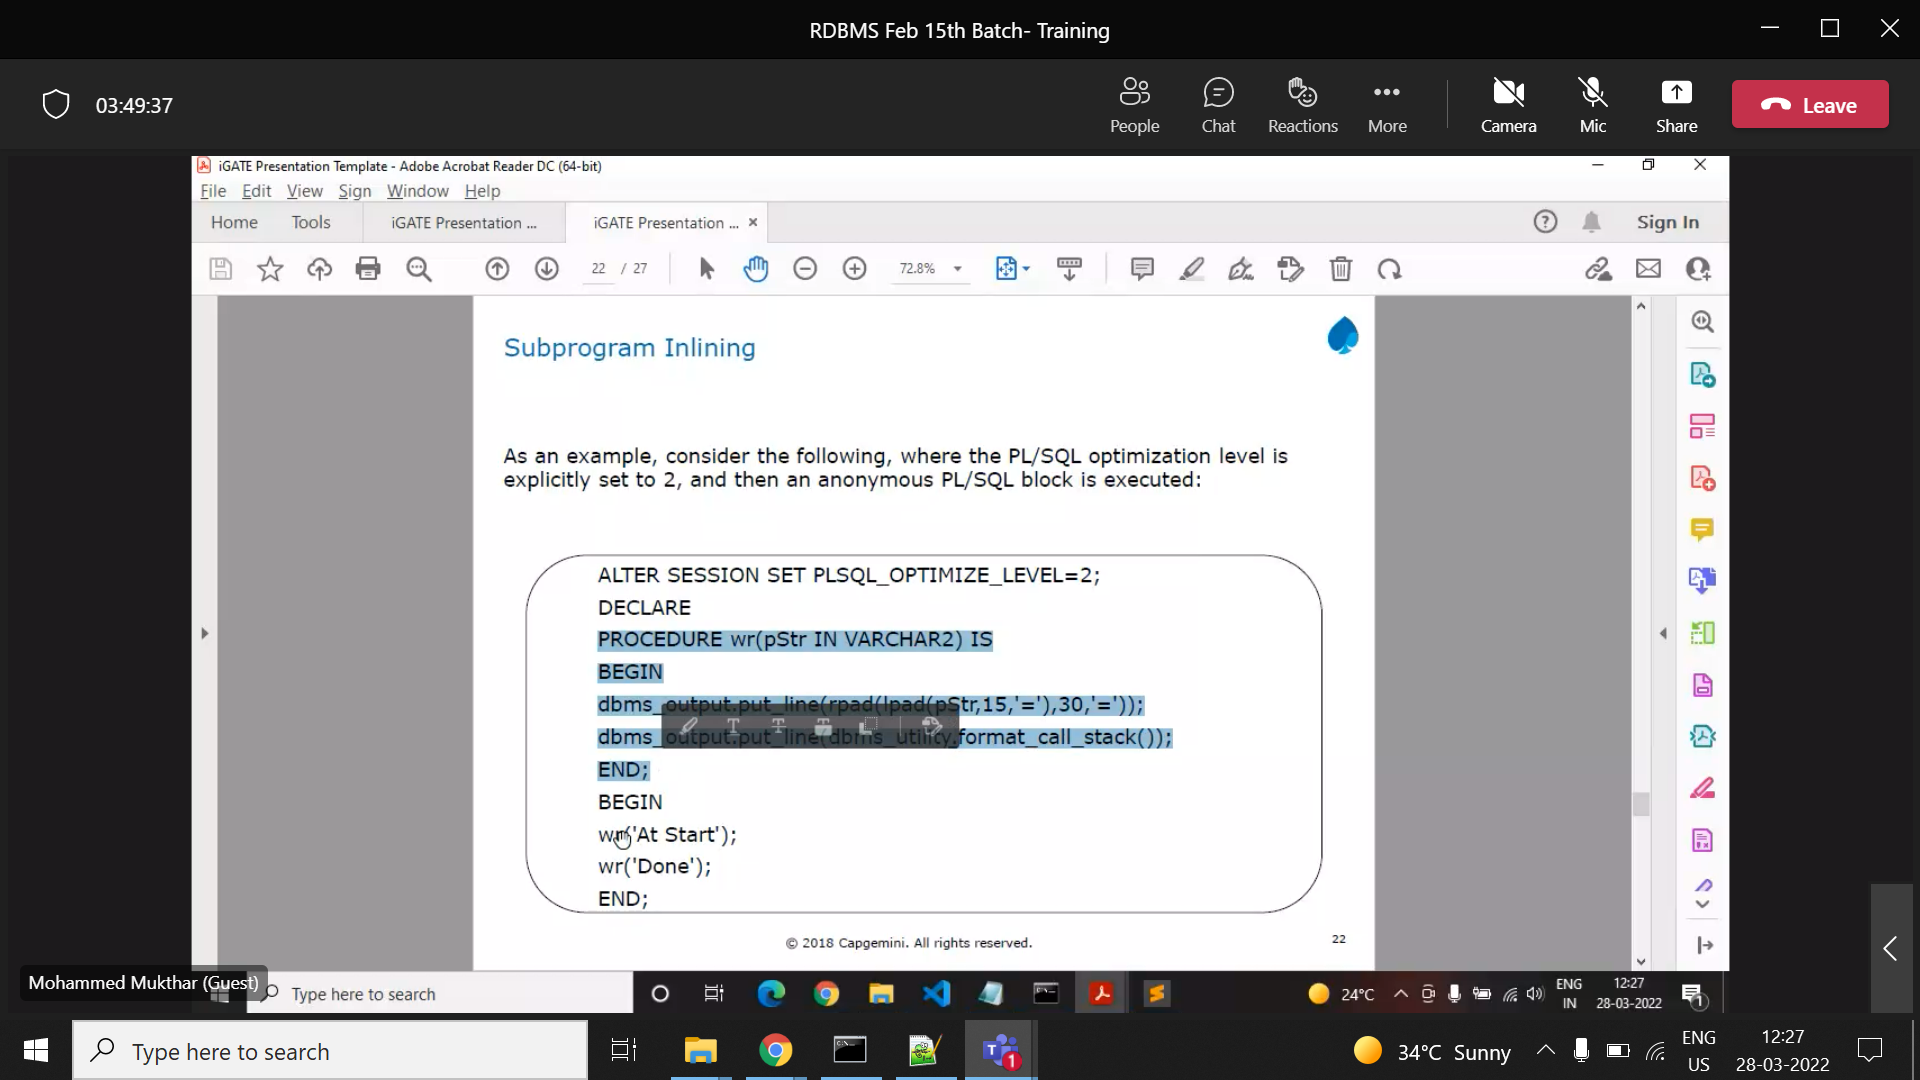 RDBMS Feb 15th Batch- Training
03:49:37
People
Chat
Reactions
More
Camera
Mic
Share
Leave
iGATE Presentation Template - Adobe Acrobat Reader DC (64-bit)
File Edit View Sign Window Help
Home Tools iGATE Presentation ... iGATE Presentation ... Sign In
22 / 27 72.8%
Subprogram Inlining
As an example, consider the following, where the PL/SQL optimization level is
explicitly set to 2, and then an anonymous PL/SQL block is executed:
ALTER SESSION SET PLSQL_OPTIMIZE_LEVEL=2;
DECLARE
PROCEDURE wr(pStr IN VARCHAR2) IS
BEGIN
dbms_output.put_line(rpad(lpad(pStr,15,'='),30,'='));
dbms_output.put_line(dbms_utility.format_call_stack());
END;
BEGIN
wr('At Start');
wr('Done');
END;
© 2018 Capgemini. All rights reserved.
22
Mohammed Mukthar (Guest)
Type here to search
24°C
ENG
IN
12:27
28-03-2022
1
Type here to search
1
34°C Sunny
ENG
US
12:27
28-03-2022